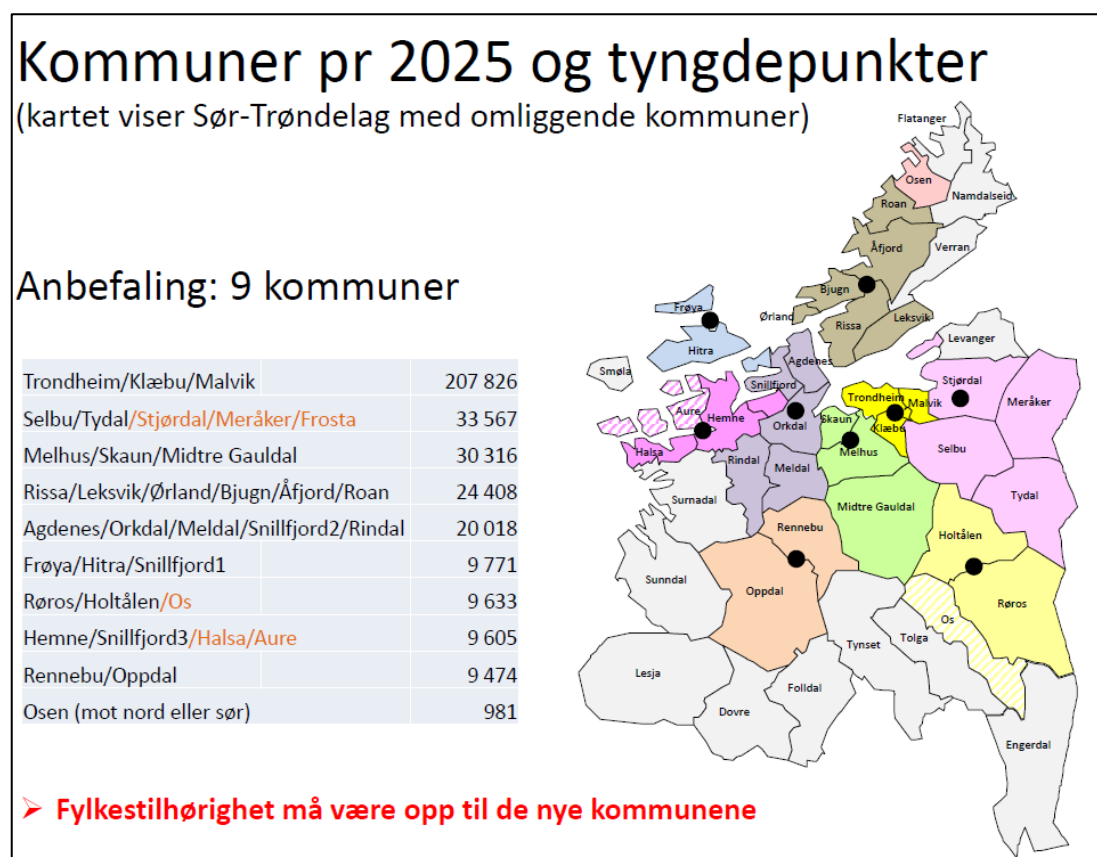 Kommuner pr 2025 og tyngdepunkter
(kartet viser Sør-Trøndelag med omliggende kommuner)
Anbefaling: 9 kommuner
Trondheim/Klæbu/Malvik 207 826
Selbu/Tydal/Stjørdal/Meråker/Frosta 33 567
Melhus/Skaun/Midtre Gauldal 30 316
Rissa/Leksvik/Ørland/Bjugn/Åfjord/Roan 24 408
Agdenes/Orkdal/Meldal/Snillfjord2/Rindal 20 018
Frøya/Hitra/Snillfjord1 9 771
Røros/Holtålen/Os 9 633
Hemne/Snillfjord3/Halsa/Aure 9 605
Rennebu/Oppdal 9 474
Osen (mot nord eller sør) 981
Flatanger
Osen
Namdalseid
Roan
Åfjord
Verran
Bjugn
Frøya
Ørland
Rissa
Leksvik
Levanger
Hitra
Agdenes
Smøla
Snillfjord
Stjørdal
Trondheim
Malvik
Meråker
Aure
Hemne
Orkdal
Skaun
Klæbu
Halsa
Rindal
Meldal
Melhus
Selbu
Surnadal
Tydal
Midtre Gauldal
Rennebu
Holtålen
Sunndal
Oppdal
Røros
Os
Tolga
Tynset
Lesja
Folldal
Dovre
Engerdal
➢ Fylkestilhørighet må være opp til de nye kommunene